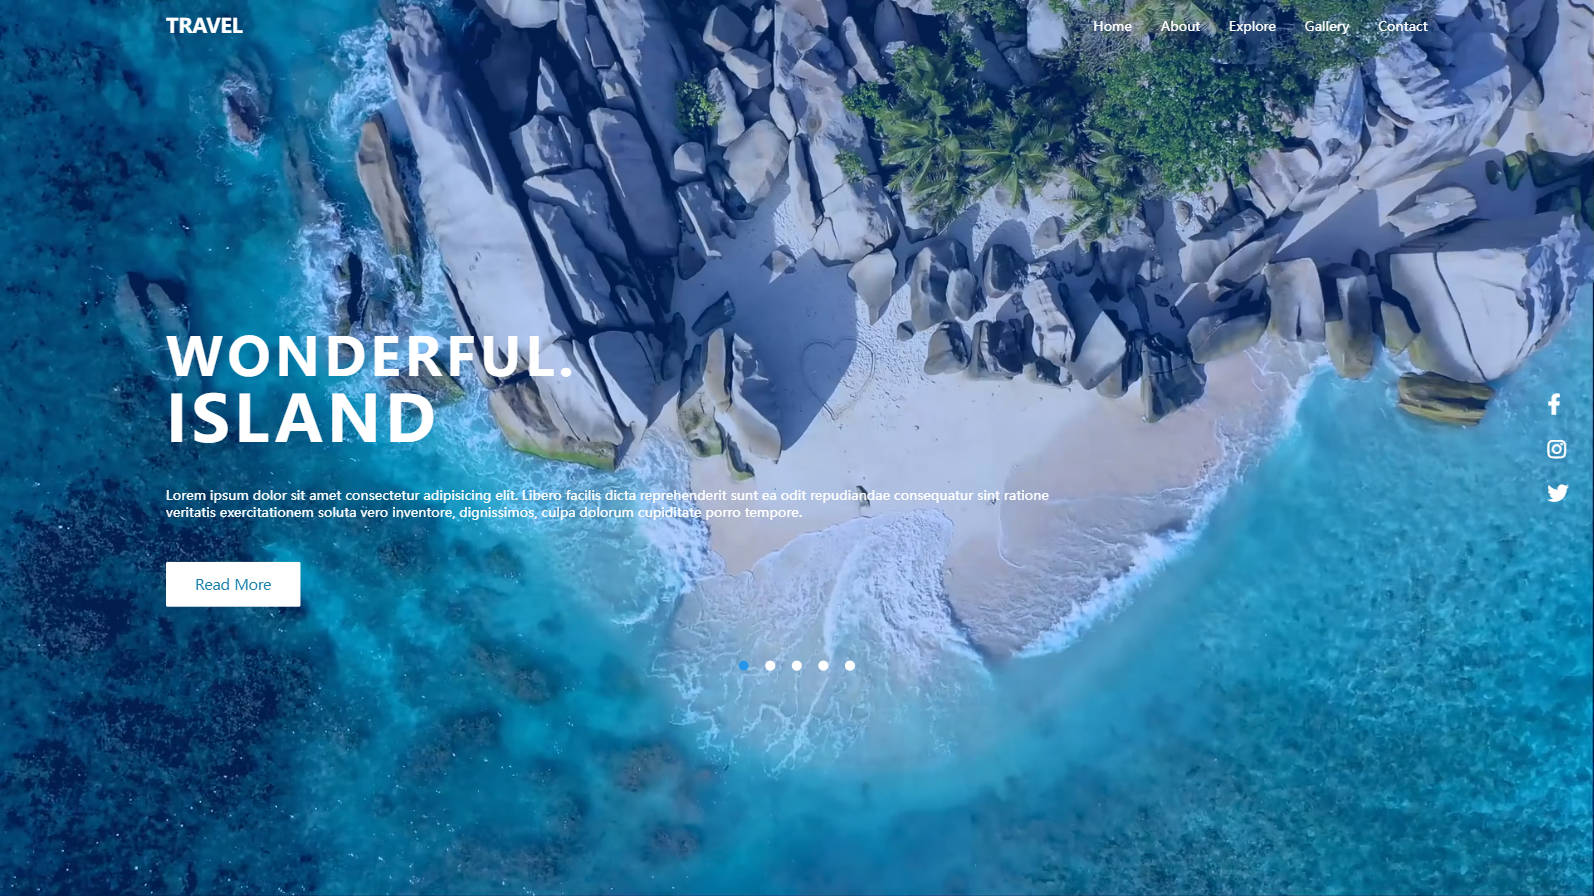 TRAVEL
Home About Explore Gallery Contact
WONDERFUL.
ISLAND
Lorem ipsum dolor sit amet consectetur adipisicing elit. Libero facilis dicta reprehenderit sunt ea odit repudiandae consequatur sint ratione
veritatis exercitationem soluta vero inventore, dignissimos, culpa dolorum cupiditate porro tempore.
Read More